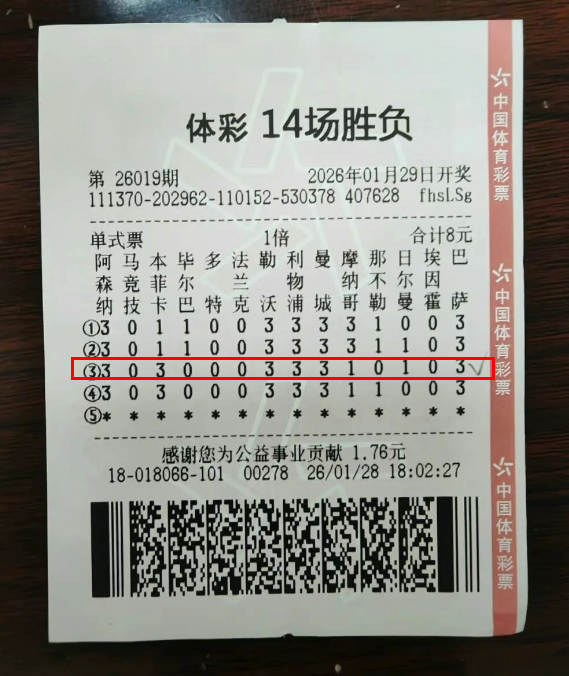 体彩 14场胜负
第 26019期 2026年01月29日开奖
111370-202962-110152-530378 407628 fhsLSg
单式票 1倍 合计8元
阿 马 本 毕 多 法 勒 利 曼 摩 那 日 埃 巴
森 竞 菲 尔 兰 物 纳 不 尔 因
纳 技 卡 巴 特 克 沃 浦 城 哥 勒 曼 霍 萨
①3 0 1 1 0 0 3 3 3 3 1 0 0 3
②3 0 1 1 0 0 3 3 3 3 1 1 0 3
③3 0 3 0 0 0 3 3 3 1 0 1 0 3
④3 0 3 0 0 0 3 3 3 1 1 0 0 3
⑤* * * * * * * * * * * * * *
感谢您为公益事业贡献 1.76元
18-018066-101 00278 26/01/28 18:02:27
中国体育彩票
中国体育彩票
中国体育彩票